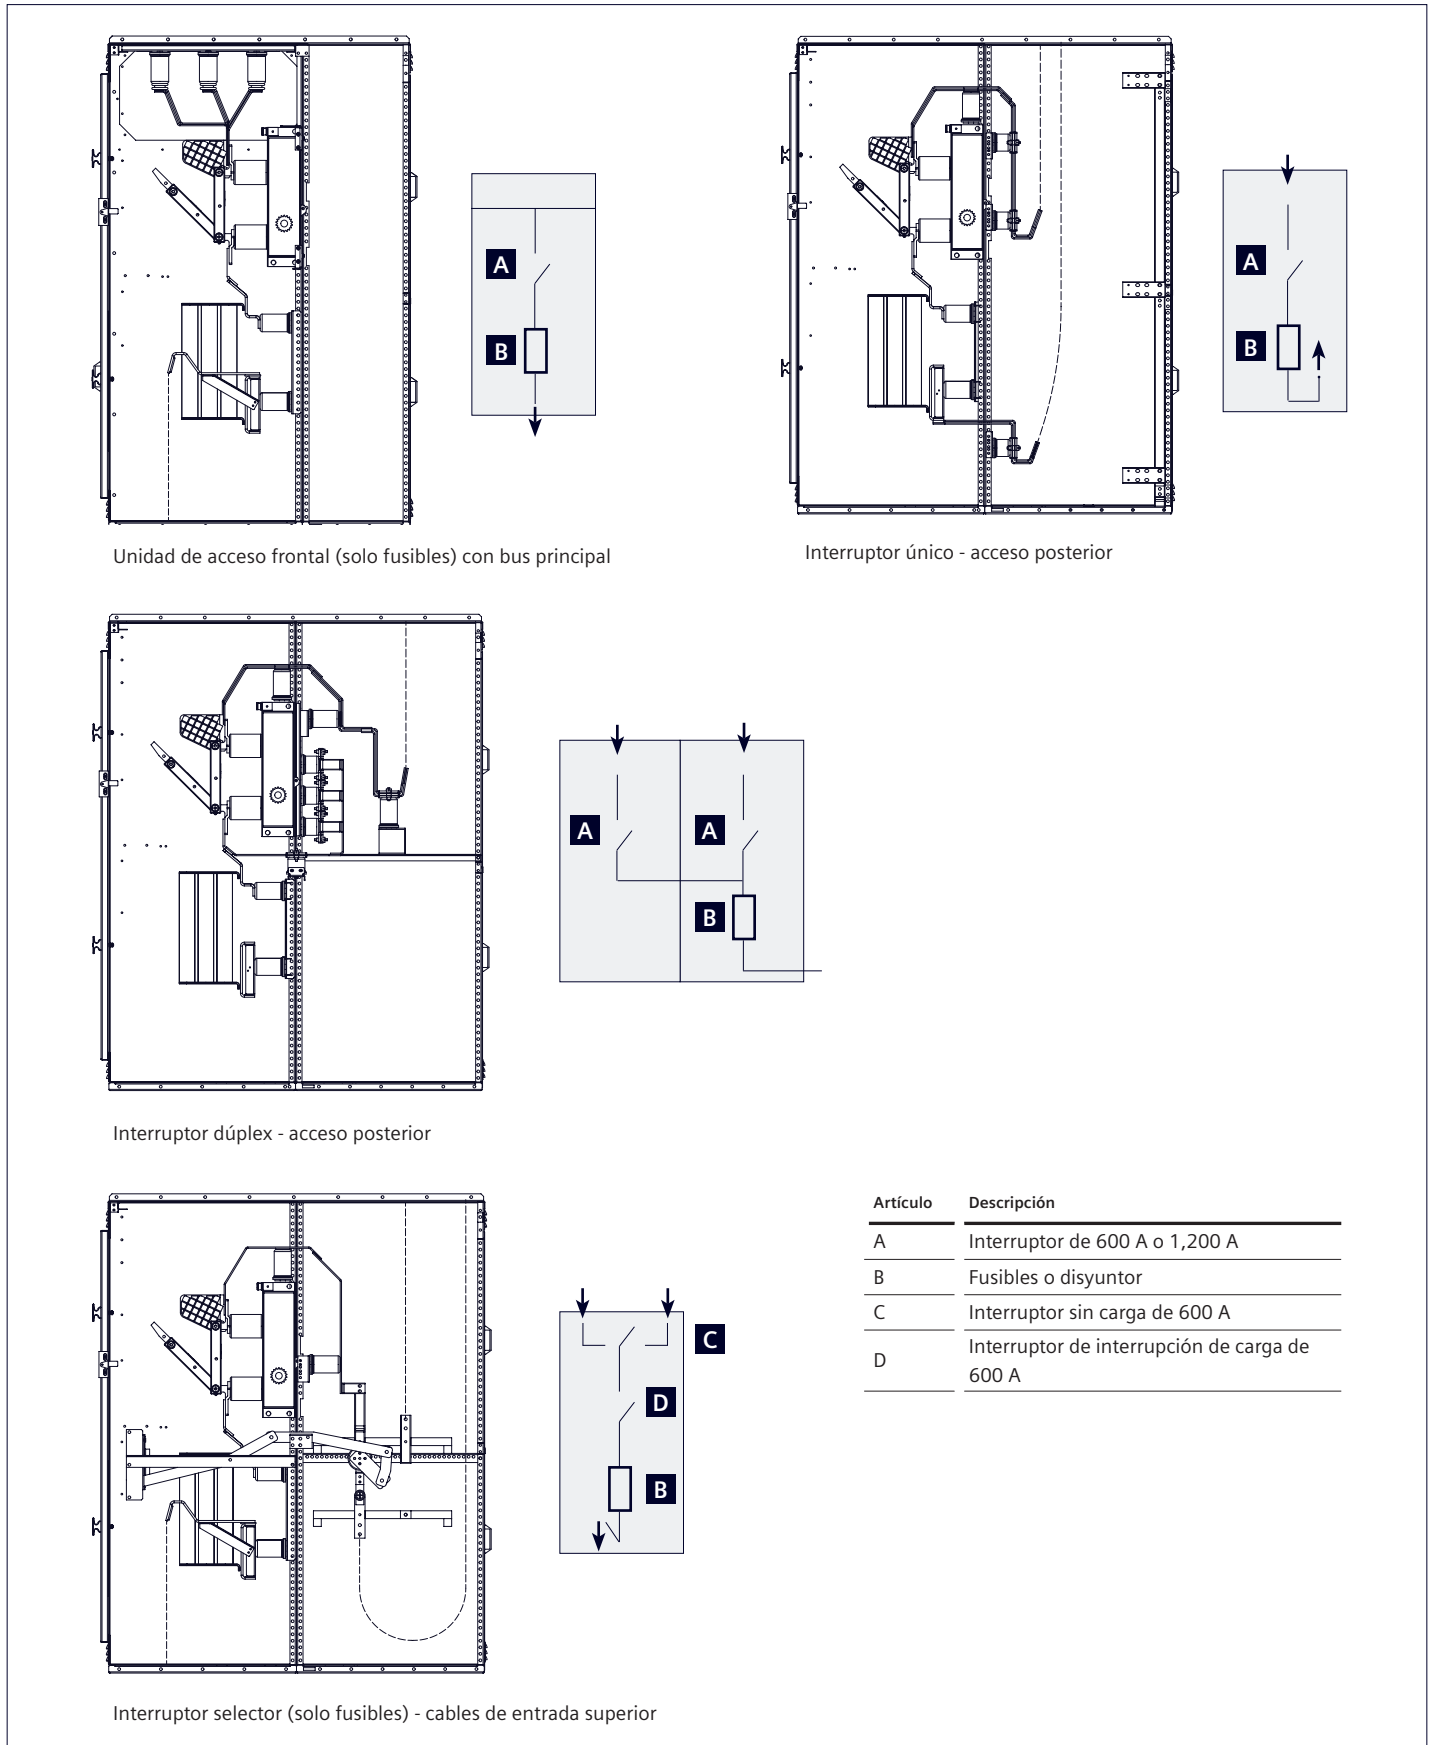 A
B
Unidad de acceso frontal (solo fusibles) con bus principal
A
B
Interruptor único - acceso posterior
A
A
B
Interruptor dúplex - acceso posterior
C
D
B
Interruptor selector (solo fusibles) - cables de entrada superior
Artículo Descripción
A Interruptor de 600 A o 1,200 A
B Fusibles o disyuntor
C Interruptor sin carga de 600 A
D Interruptor de interrupción de carga de
600 A